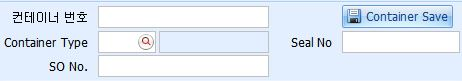 컨테이너 번호 Container Save
Container Type Seal No
SO No.